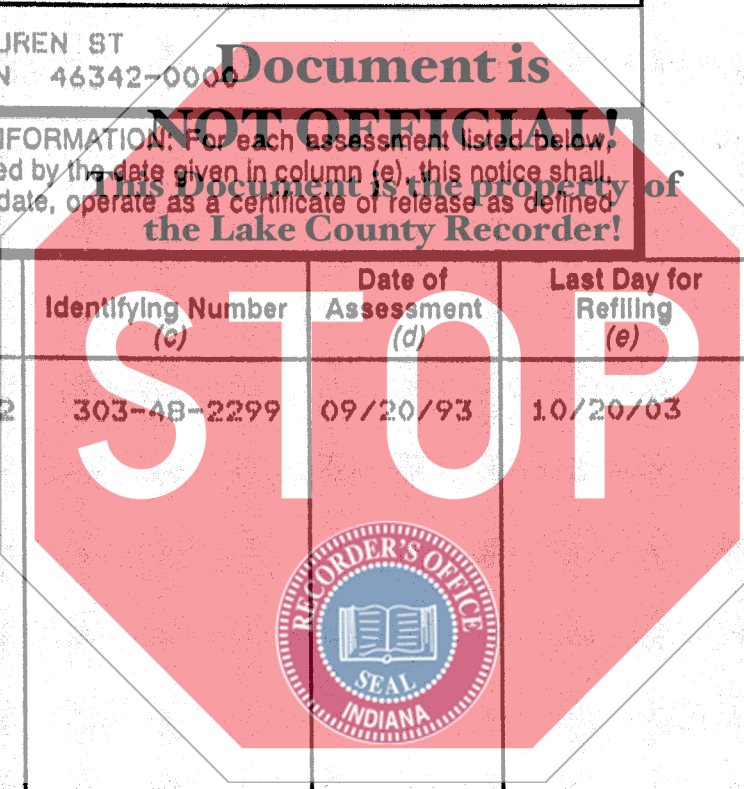 UREN ST
N 46342-0000
Document is
NOT OFFICIAL!
NFORMATION: For each assessment listed below,
ed by the date given in column (e), this notice shall,
This Document is the property of
date, operate as a certificate of release as defined
the Lake County Recorder!
Identifying Number
(c)
Date of
Assessment
(d)
Last Day for
Refiling
(e)
2 303-48-2299 09/20/93 10/20/03
STOP
RECORDER'S OFFICE
SEAL
INDIANA